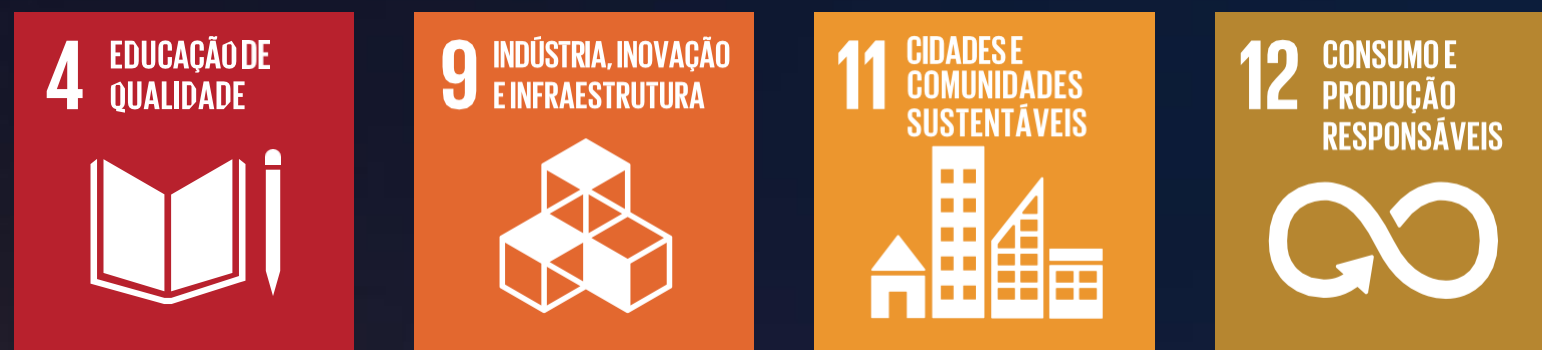 4 EDUCAÇÃO DE
QUALIDADE
9 INDÚSTRIA, INOVAÇÃO
E INFRAESTRUTURA
11 CIDADES E
COMUNIDADES
SUSTENTÁVEIS
12 CONSUMO E
PRODUÇÃO
RESPONSÁVEIS